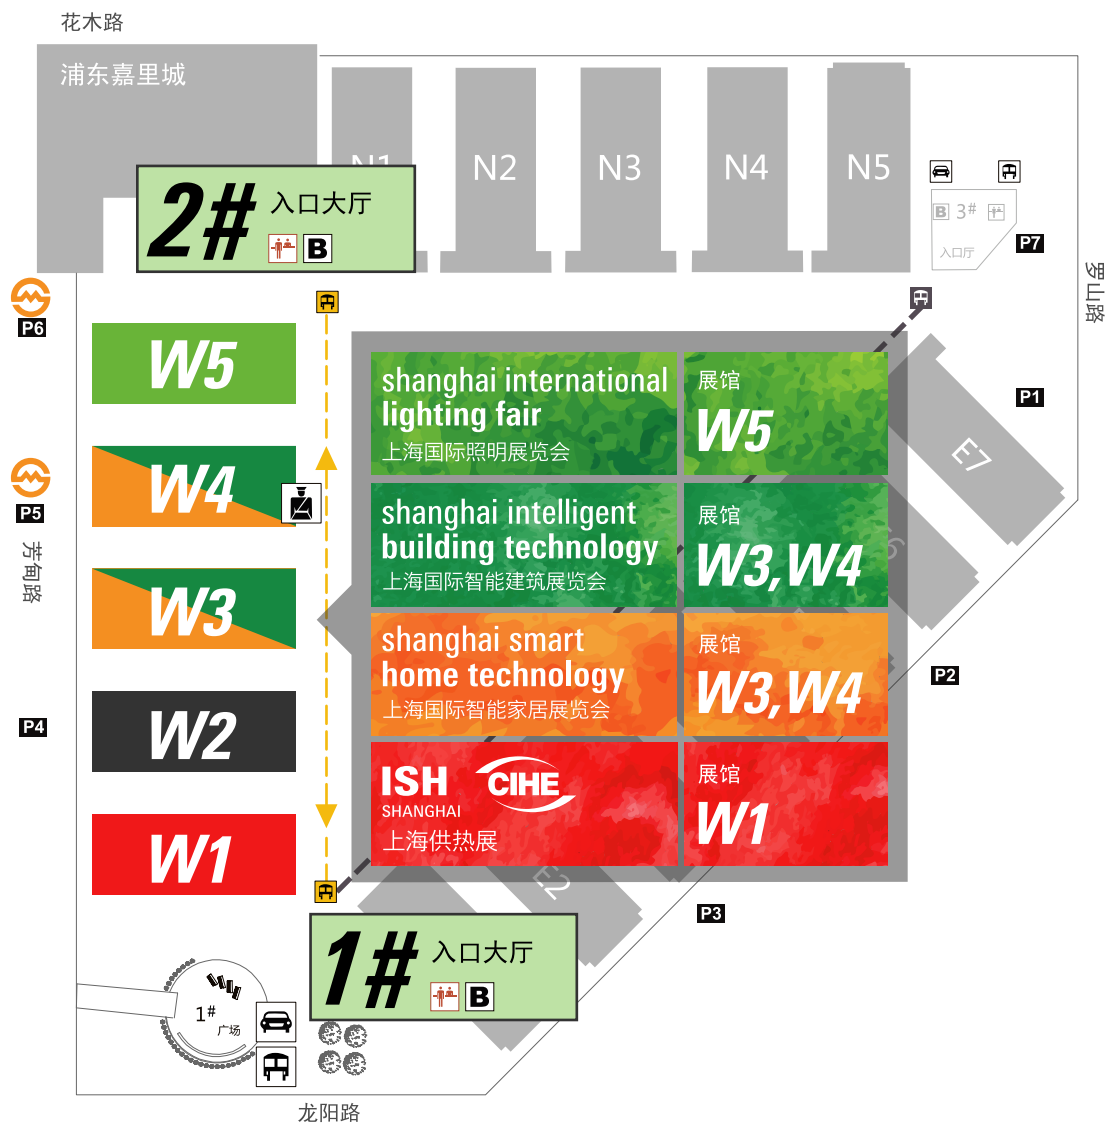 花木路
浦东嘉里城
N1
N2
N3
N4
N5
2#
入口大厅
B
B
3#
入口厅
P7
罗山路
P6
W5
shanghai international
lighting fair
上海国际照明展览会
展馆
W5
P1
E7
W4
P5
芳甸路
shanghai intelligent
building technology
上海国际智能建筑展览会
展馆
W3,W4
W3
shanghai smart
home technology
上海国际智能家居展览会
展馆
W3,W4
P2
P4
W2
ISH
SHANGHAI
CIHE
上海供热展
展馆
W1
W1
E2
P3
1#
入口大厅
B
1#
广场
龙阳路